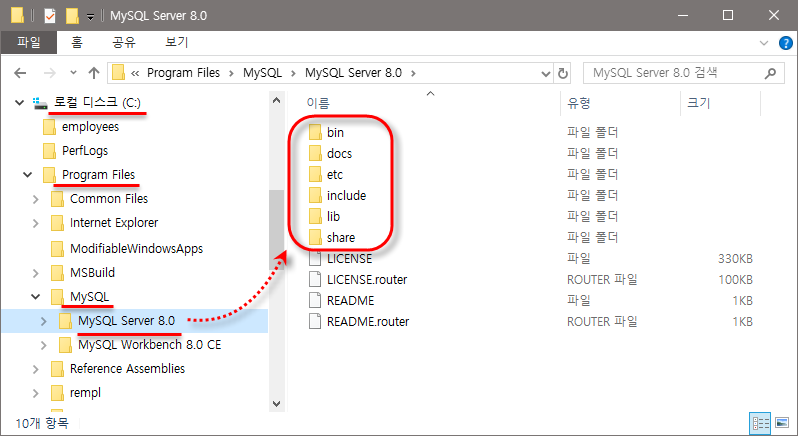 MySQL Server 8.0
파일 홈 공유 보기
« Program Files > MySQL > MySQL Server 8.0 > MySQL Server 8.0 검색
로컬 디스크 (C:)
employees
PerfLogs
Program Files
Common Files
Internet Explorer
ModifiableWindowsApps
MSBuild
MySQL
MySQL Server 8.0
MySQL Workbench 8.0 CE
Reference Assemblies
rempl
이름 유형 크기
bin 파일 폴더
docs 파일 폴더
etc 파일 폴더
include 파일 폴더
lib 파일 폴더
share 파일 폴더
LICENSE 파일 330KB
LICENSE.router ROUTER 파일 100KB
README 파일 1KB
README.router ROUTER 파일 1KB
10개 항목